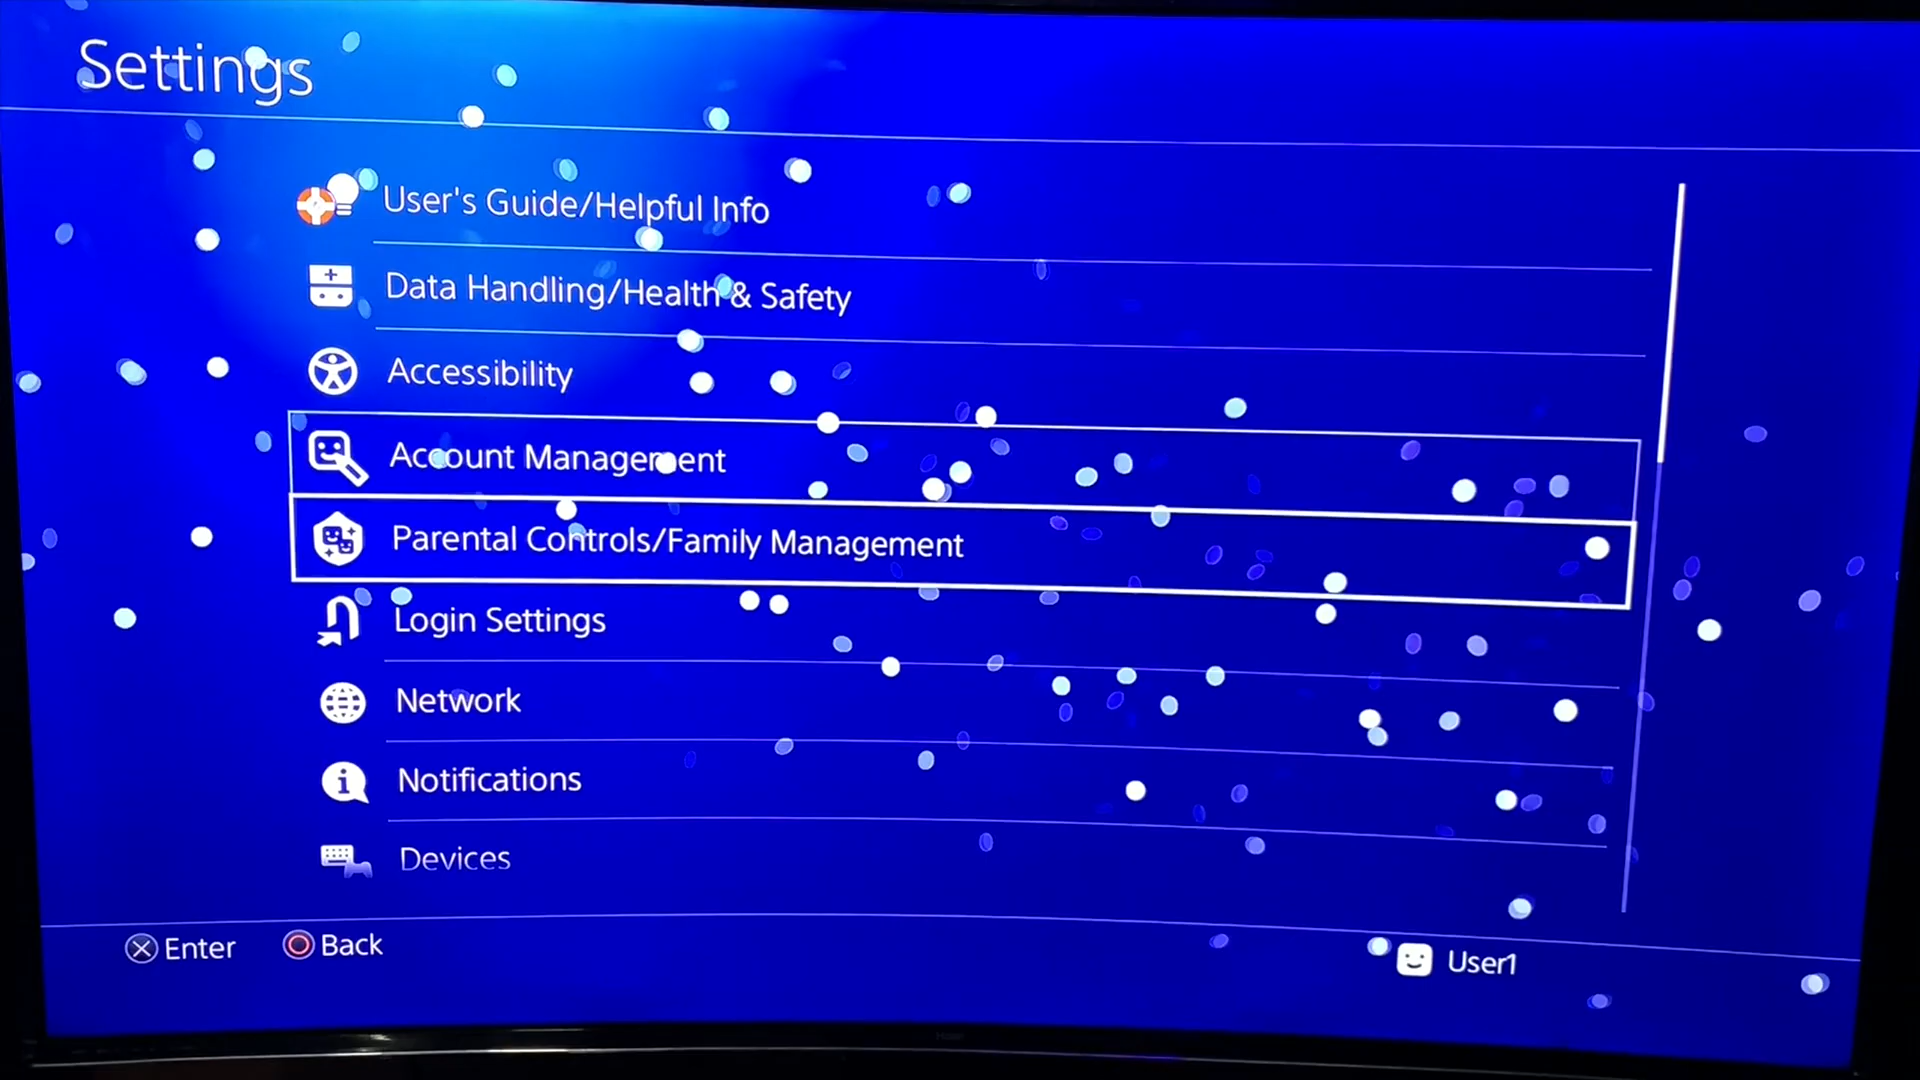 Settings
User's Guide/Helpful Info
Data Handling/Health & Safety
Accessibility
Account Management
Parental Controls/Family Management
Login Settings
Network
Notifications
Devices
Enter
Back
User1